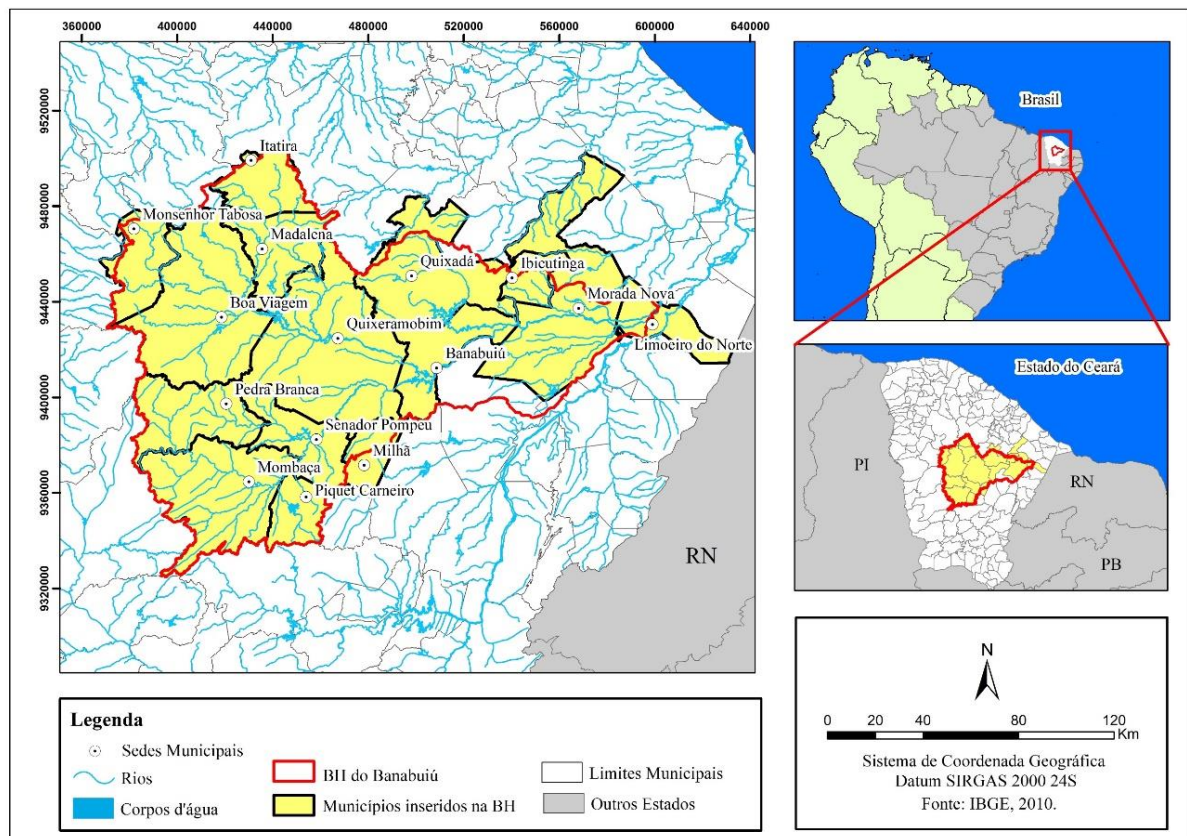 360000 400000 440000 480000 520000 560000 600000 640000
9520000
9480000
9440000
9400000
9360000
9320000
Itatira
Monsenhor Tabosa
Madalena
Quixadá
Ibicutinga
Morada Nova
Boa Viagem
Quixeramobim
Limoeiro do Norte
Banabuiú
Pedra Branca
Senador Pompeu
Milhã
Mombaça
Piquet Carneiro
RN
Brasil
Estado do Ceará
PI
RN
PB
Legenda
Sedes Municipais
Rios
Corpos d'água
BH do Banabuiú
Municípios inseridos na BH
Limites Municipais
Outros Estados
N
0 20 40 80 120
Km
Sistema de Coordenada Geográfica
Datum SIRGAS 2000 24S
Fonte: IBGE, 2010.